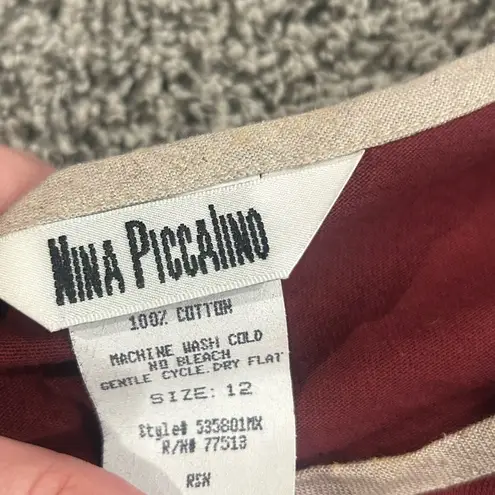 NINA PICCALINO
100% COTTON
MACHINE WASH COLD
NO BLEACH
GENTLE CYCLE.DRY FLAT
SIZE: 12
Style# 535801MX
R/N# 77513
RSN